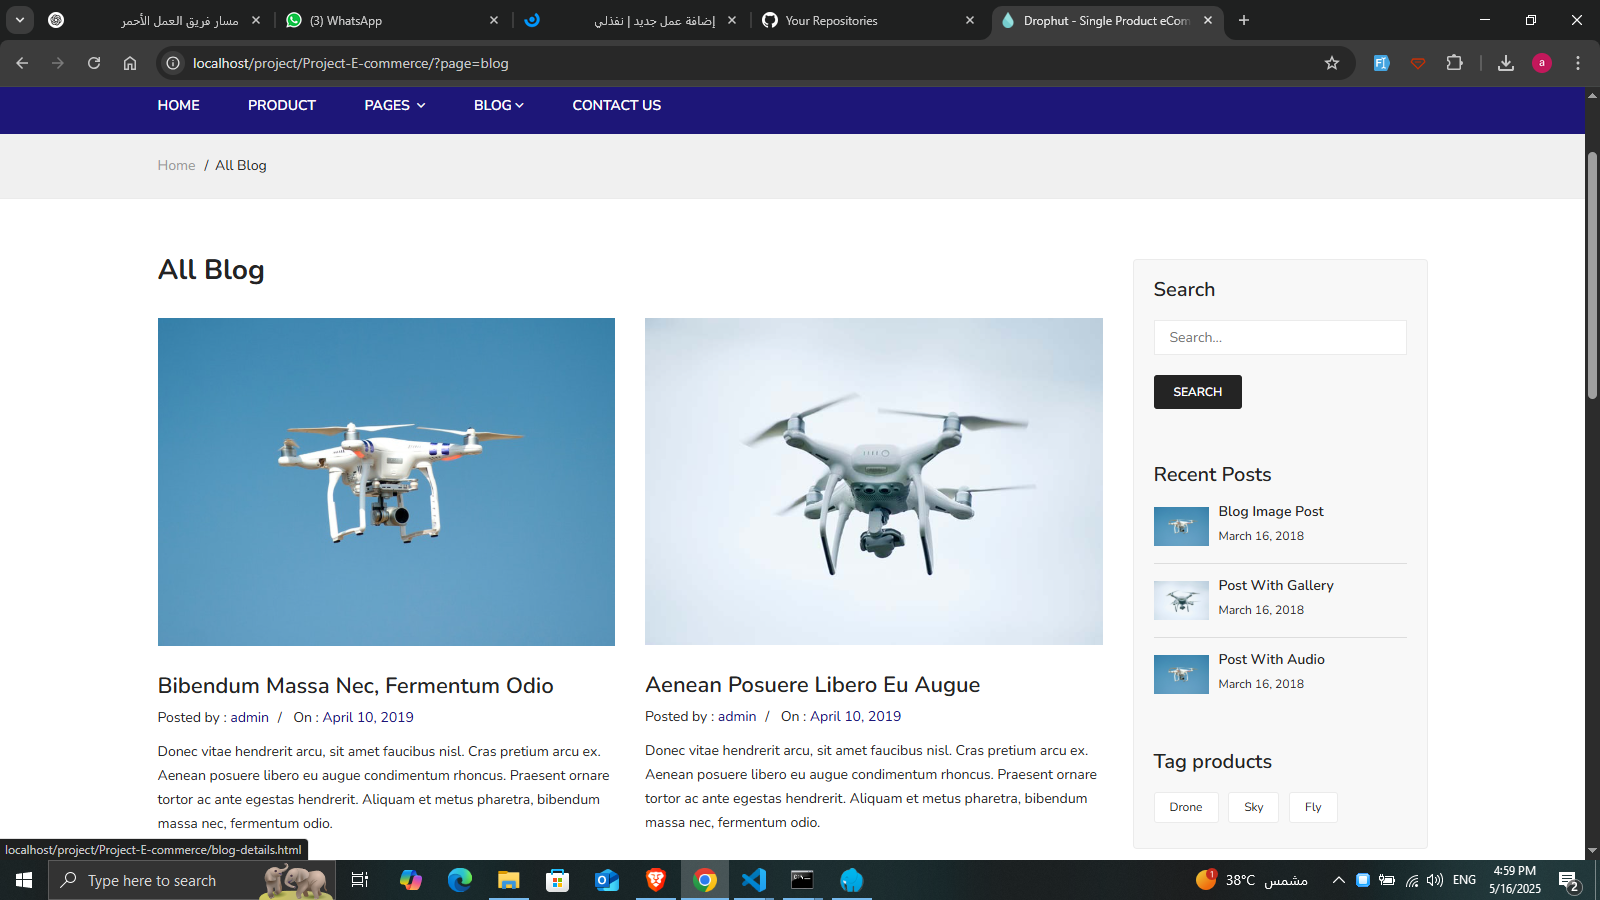 مسار فريق العمل الأحمر
(3) WhatsApp
إضافة عمل جديد | نفذلي
Your Repositories
Drophut - Single Product eCom
localhost/project/Project-E-commerce/?page=blog
a
HOME
PRODUCT
PAGES
BLOG
CONTACT US
Home / All Blog
All Blog
Bibendum Massa Nec, Fermentum Odio
Posted by : admin / On : April 10, 2019
Donec vitae hendrerit arcu, sit amet faucibus nisl. Cras pretium arcu ex.
Aenean posuere libero eu augue condimentum rhoncus. Praesent ornare
tortor ac ante egestas hendrerit. Aliquam et metus pharetra, bibendum
massa nec, fermentum odio.
Aenean Posuere Libero Eu Augue
Posted by : admin / On : April 10, 2019
Donec vitae hendrerit arcu, sit amet faucibus nisl. Cras pretium arcu ex.
Aenean posuere libero eu augue condimentum rhoncus. Praesent ornare
tortor ac ante egestas hendrerit. Aliquam et metus pharetra, bibendum
massa nec, fermentum odio.
Search
Search...
SEARCH
Recent Posts
Blog Image Post
March 16, 2018
Post With Gallery
March 16, 2018
Post With Audio
March 16, 2018
Tag products
Drone
Sky
Fly
localhost/project/Project-E-commerce/blog-details.html
Type here to search
1
38°C مشمس
ENG
4:59 PM
5/16/2025
2